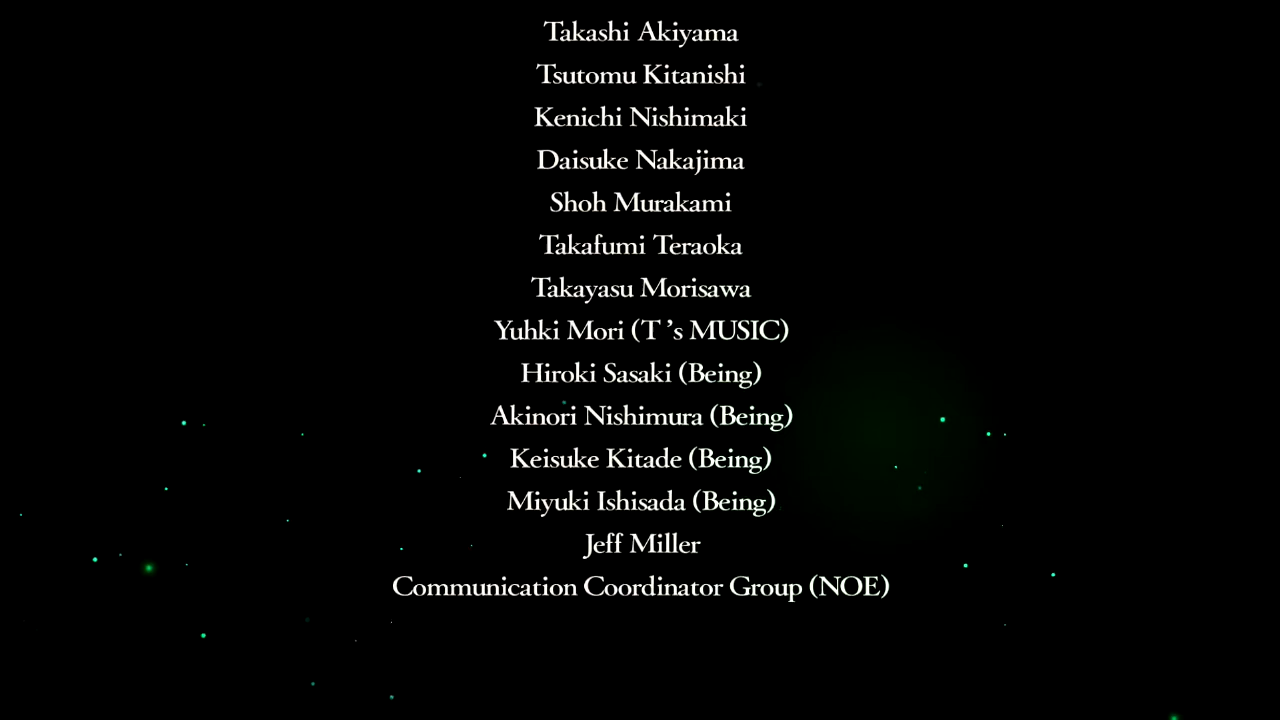 Takashi Akiyama
Tsutomu Kitanishi
Kenichi Nishimaki
Daisuke Nakajima
Shoh Murakami
Takafumi Teraoka
Takayasu Morisawa
Yuhki Mori (T 's MUSIC)
Hiroki Sasaki (Being)
Akinori Nishimura (Being)
Keisuke Kitade (Being)
Miyuki Ishisada (Being)
Jeff Miller
Communication Coordinator Group (NOE)